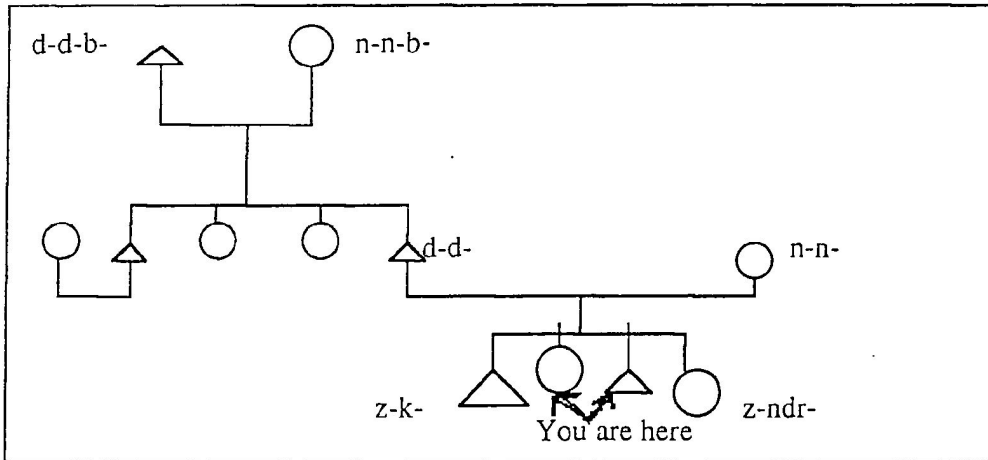 d-d-b- n-n-b-
d-d- n-n-
z-k- z-ndr-
You are here